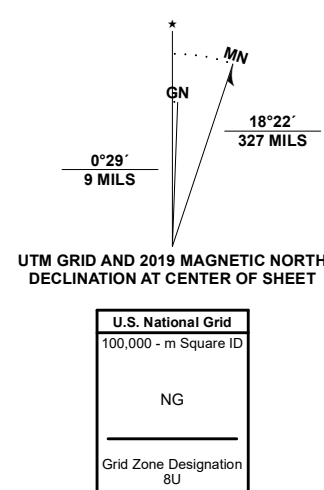 ★
MN
GN
18°22´
327 MILS
0°29´
9 MILS
UTM GRID AND 2019 MAGNETIC NORTH
DECLINATION AT CENTER OF SHEET
U.S. National Grid
100,000 - m Square ID
NG
Grid Zone Designation
8U